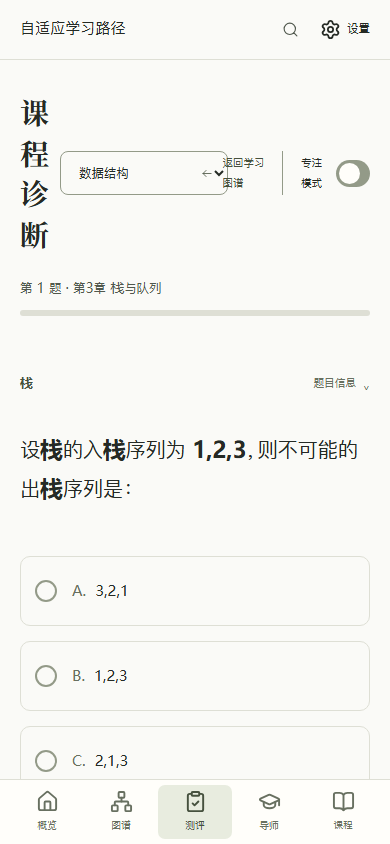 自适应学习路径
设置
课程诊断
数据结构
←返回学习图谱
专注模式
第 1 题 · 第3章 栈与队列
栈
题目信息
设栈的入栈序列为 1,2,3, 则不可能的
出栈序列是：
A. 3,2,1
B. 1,2,3
C. 2,1,3
概览
图谱
测评
导师
课程